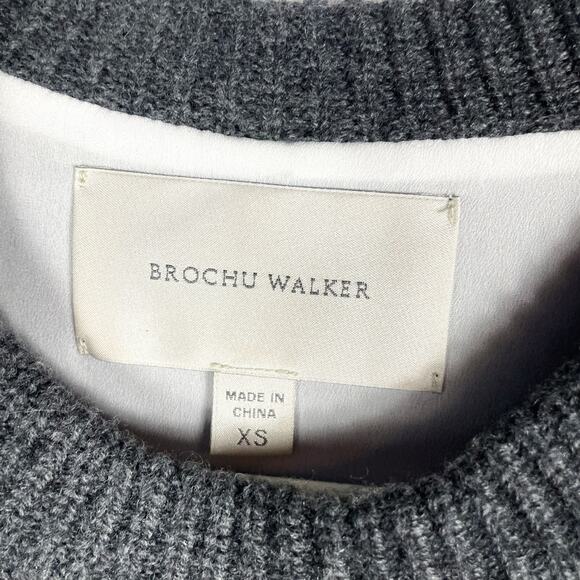 BROCHU WALKER
MADE IN
CHINA
XS